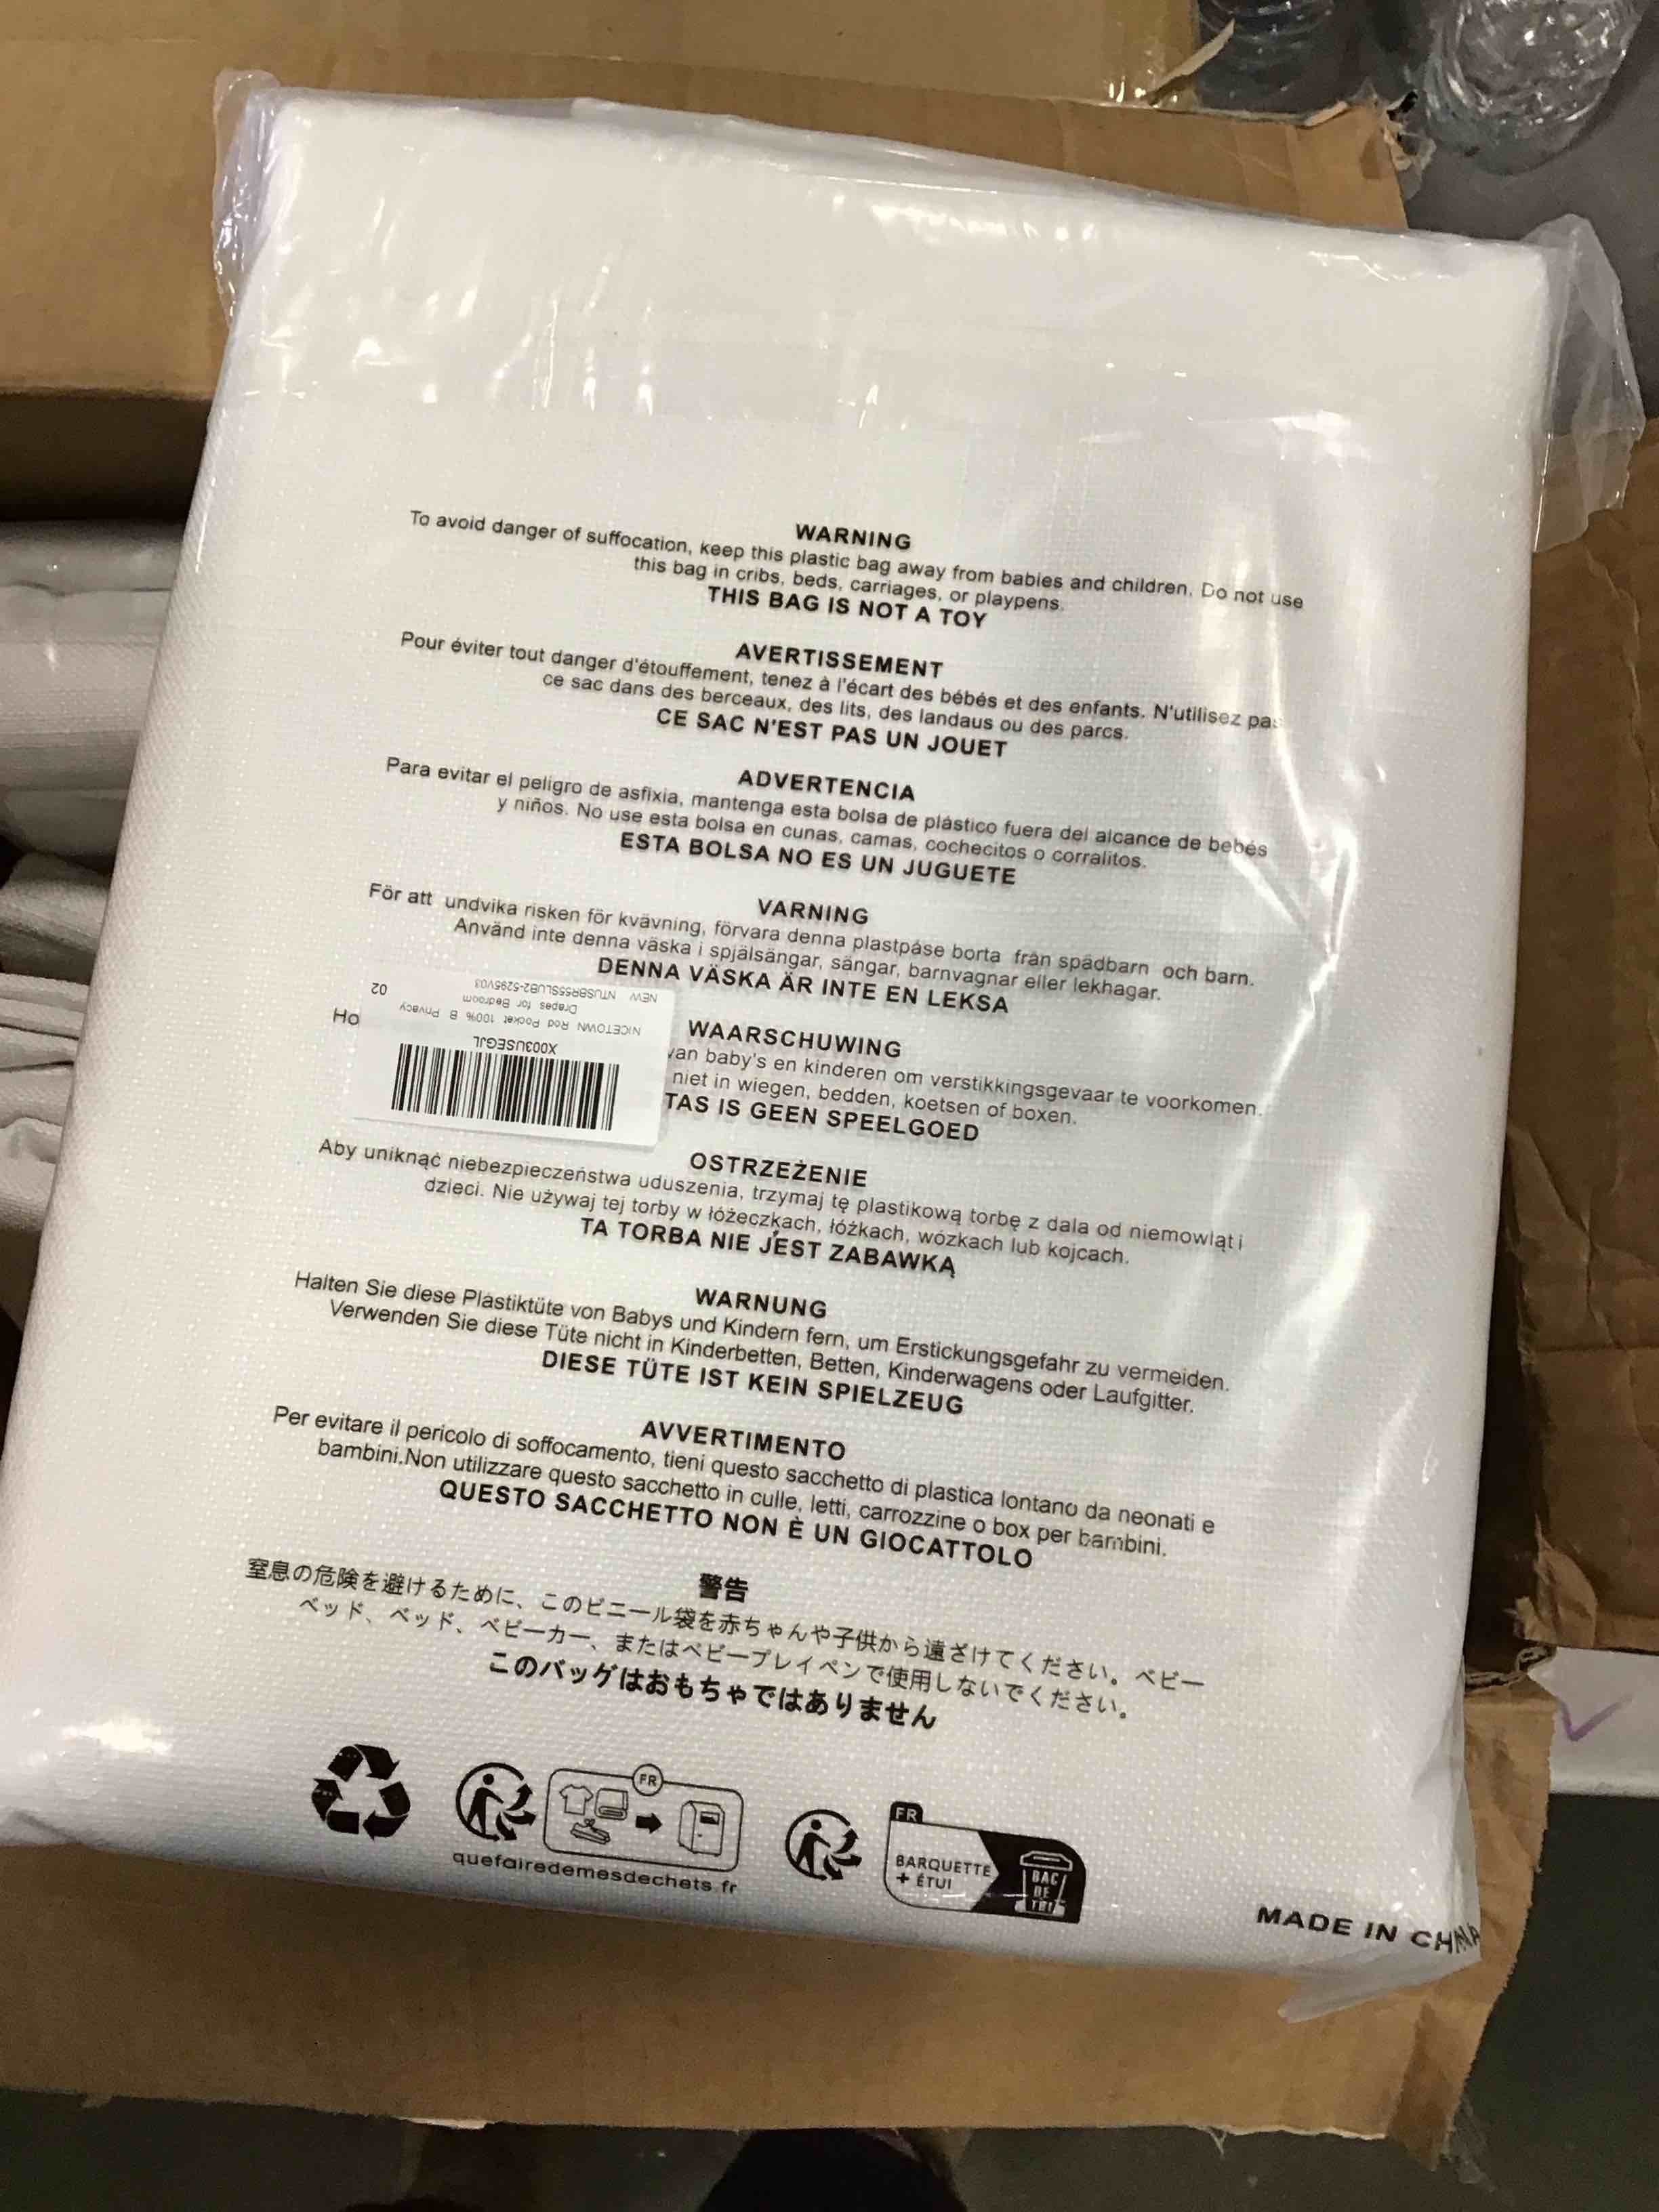 WARNING
To avoid danger of suffocation, keep this plastic bag away from babies and children. Do not use
this bag in cribs, beds, carriages, or playpens.
THIS BAG IS NOT A TOY
AVERTISSEMENT
Pour éviter tout danger d'étouffement, tenez à l'écart des bébés et des enfants. N'utilisez pas
ce sac dans des berceaux, des lits, des landaus ou des parcs.
CE SAC N'EST PAS UN JOUET
ADVERTENCIA
Para evitar el peligro de asfixia, mantenga esta bolsa de plástico fuera del alcance de bebés
y niños. No use esta bolsa en cunas, camas, cochecitos o corralitos.
ESTA BOLSA NO ES UN JUGUETE
VARNING
För att undvika risken för kvävning, förvara denna plastpåse borta från spädbarn och barn.
Använd inte denna väska i spjälsängar, sängar, barnvagnar eller lekhagar.
DENNA VÄSKA ÄR INTE EN LEKSA
WAARSCHUWING
Ho van baby's en kinderen om verstikkingsgevaar te voorkomen.
niet in wiegen, bedden, koetsen of boxen.
TAS IS GEEN SPEELGOED
X003USEGJL
NICETOWN Rod Pocket 100% B Privacy
Drapes for Bedroom 02
NEW NTUSBR5SSLUB2-5295V03
OSTRZEŻENIE
Aby uniknąć niebezpieczeństwa uduszenia, trzymaj tę plastikową torbę z dala od niemowląt i
dzieci. Nie używaj tej torby w łóżeczkach, łóżkach, wózkach lub kojcach.
TA TORBA NIE JEST ZABAWKĄ
WARNUNG
Halten Sie diese Plastiktüte von Babys und Kindern fern, um Erstickungsgefahr zu vermeiden.
Verwenden Sie diese Tüte nicht in Kinderbetten, Betten, Kinderwagens oder Laufgitter.
DIESE TÜTE IST KEIN SPIELZEUG
AVVERTIMENTO
Per evitare il pericolo di soffocamento, tieni questo sacchetto di plastica lontano da neonati e
bambini.Non utilizzare questo sacchetto in culle, letti, carrozzine o box per bambini.
QUESTO SACCHETTO NON È UN GIOCATTOLO
警告
窒息の危険を避けるために、このビニール袋を赤ちゃんや子供から遠ざけてください。ベビー
ベッド、ベッド、ベビーカー、またはベビープレイペンで使用しないでください。
このバッグはおもちゃではありません
FR
quefairedemesdechets.fr
FR
BARQUETTE
+ ÉTUI
BAC
DE
TRI
MADE IN CHINA